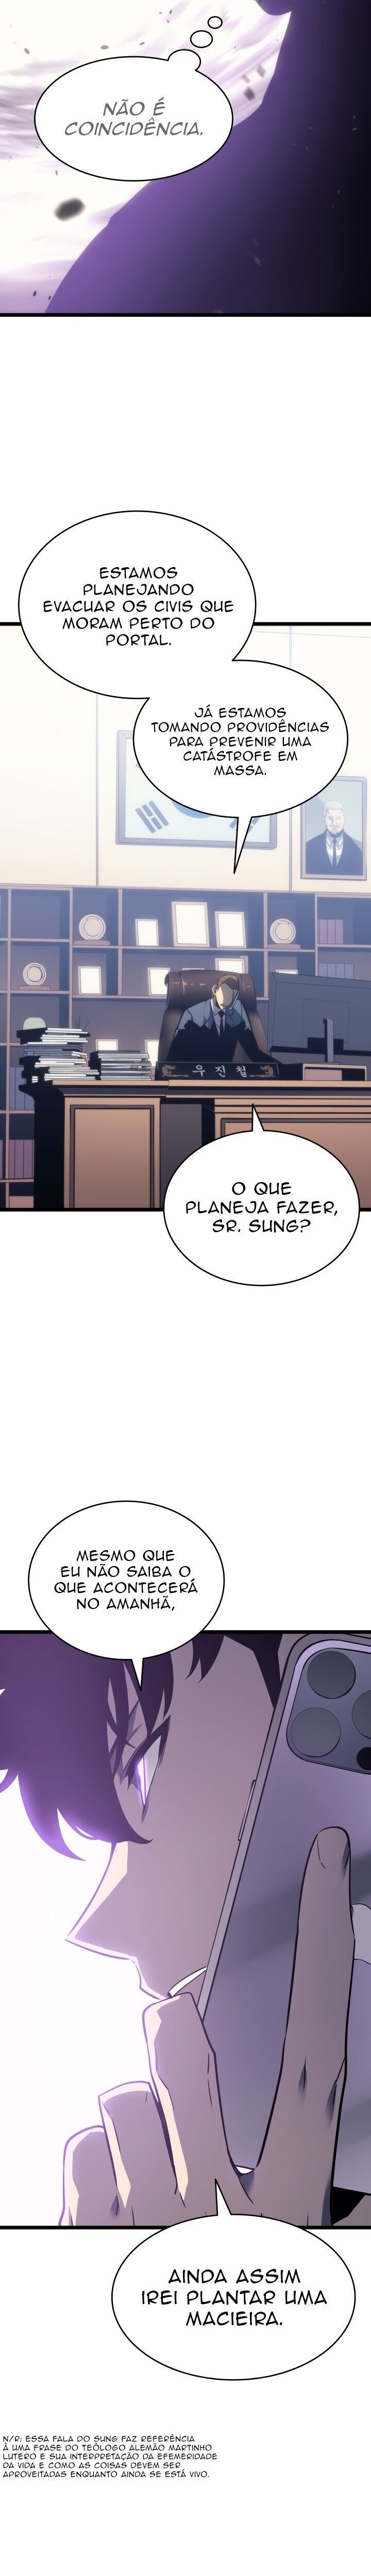 NÃO É
COINCIDÊNCIA.
ESTAMOS
PLANEJANDO
EVACUAR OS CIVIS QUE
MORAM PERTO DO
PORTAL.
JÁ ESTAMOS
TOMANDO PROVIDÊNCIAS
PARA PREVENIR UMA
CATÁSTROFE EM
MASSA.
우진철
O QUE
PLANEJA FAZER,
SR. SUNG?
MESMO QUE
EU NÃO SAIBA O
QUE ACONTECERÁ
NO AMANHÃ,
AINDA ASSIM
IREI PLANTAR UMA
MACIEIRA.
N/R: ESSA FALA DO SUNG FAZ REFERÊNCIA
À UMA FRASE DO TEÓLOGO ALEMÃO MARTINHO
LUTERO E SUA INTERPRETAÇÃO DA EFEMERIDADE
DA VIDA E COMO AS COISAS DEVEM SER
APROVEITADAS ENQUANTO AINDA SE ESTÁ VIVO.